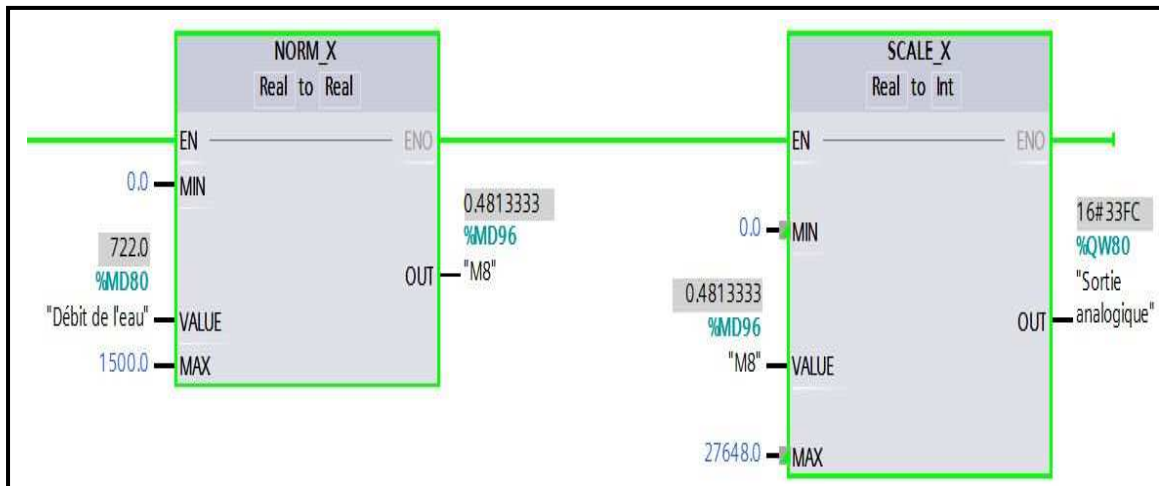 NORM_X
Real to Real
EN
ENO
0.0
MIN
722.0
%MD80
"Débit de l'eau"
VALUE
1500.0
MAX
0.4813333
%MD96
OUT
"M8"
SCALE_X
Real to Int
EN
ENO
0.0
MIN
0.4813333
%MD96
"M8"
VALUE
27648.0
MAX
16#33FC
%QW80
"Sortie
OUT
analogique"